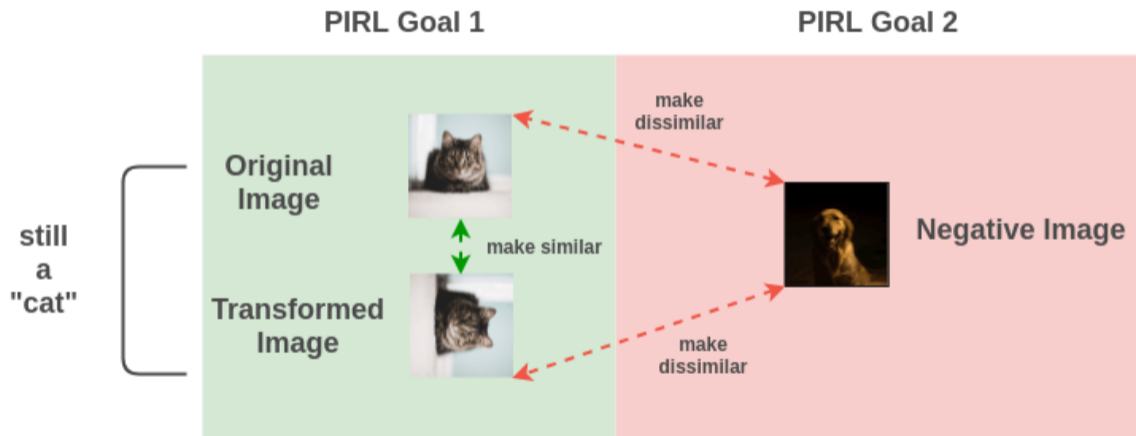 PIRL Goal 1
PIRL Goal 2
make
dissimilar
Original
Image
still
a
"cat"
make similar
Negative Image
Transformed
Image
make
dissimilar